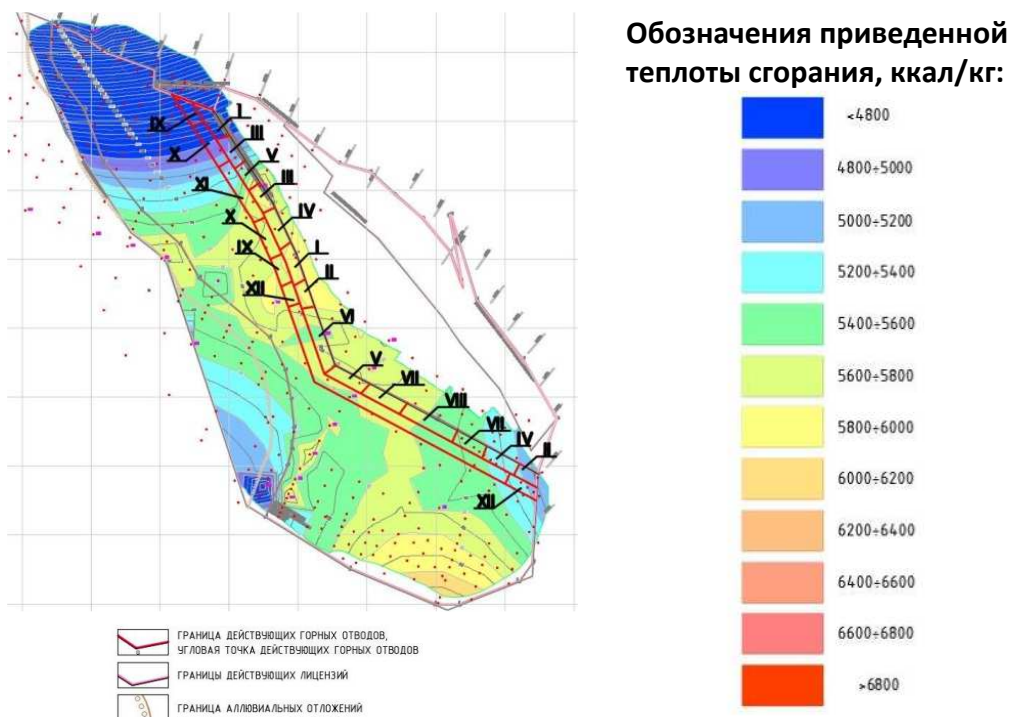 Обозначения приведенной
теплоты сгорания, ккал/кг:
<4800
4800÷5000
5000÷5200
5200÷5400
5400÷5600
5600÷5800
5800÷6000
6000÷6200
6200÷6400
6400÷6600
6600÷6800
>6800
IX
I
X
III
V
XI
III
X
IV
IX
I
XII
II
VI
V
VII
VIII
VII
IV
II
XII
ГРАНИЦА ДЕЙСТВУЮЩИХ ГОРНЫХ ОТВОДОВ,
УГЛОВАЯ ТОЧКА ДЕЙСТВУЮЩИХ ГОРНЫХ ОТВОДОВ
ГРАНИЦЫ ДЕЙСТВУЮЩИХ ЛИЦЕНЗИЙ
ГРАНИЦА АЛЛЮВИАЛЬНЫХ ОТЛОЖЕНИЙ